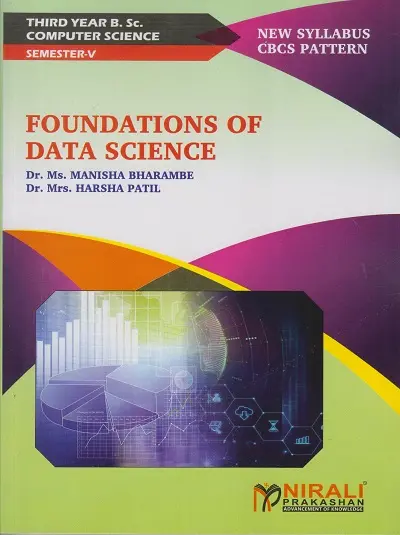 THIRD YEAR B. Sc.
COMPUTER SCIENCE
SEMESTER-V
NEW SYLLABUS
CBCS PATTERN
FOUNDATIONS OF
DATA SCIENCE
Dr. Ms. MANISHA BHARAMBE
Dr. Mrs. HARSHA PATIL
NIRALI
PRAKASHAN
ADVANCEMENT OF KNOWLEDGE